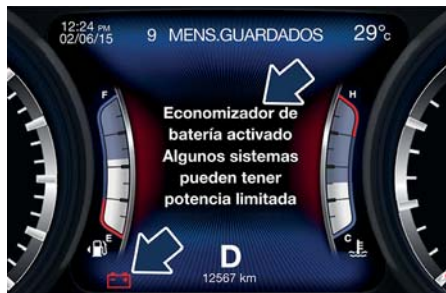 12:24 PM
02/06/15
9 MENS.GUARDADOS
29°c
F
H
Economizador de
batería activado
Algunos sistemas
pueden tener
potencia limitada
E
C
D
12567 km